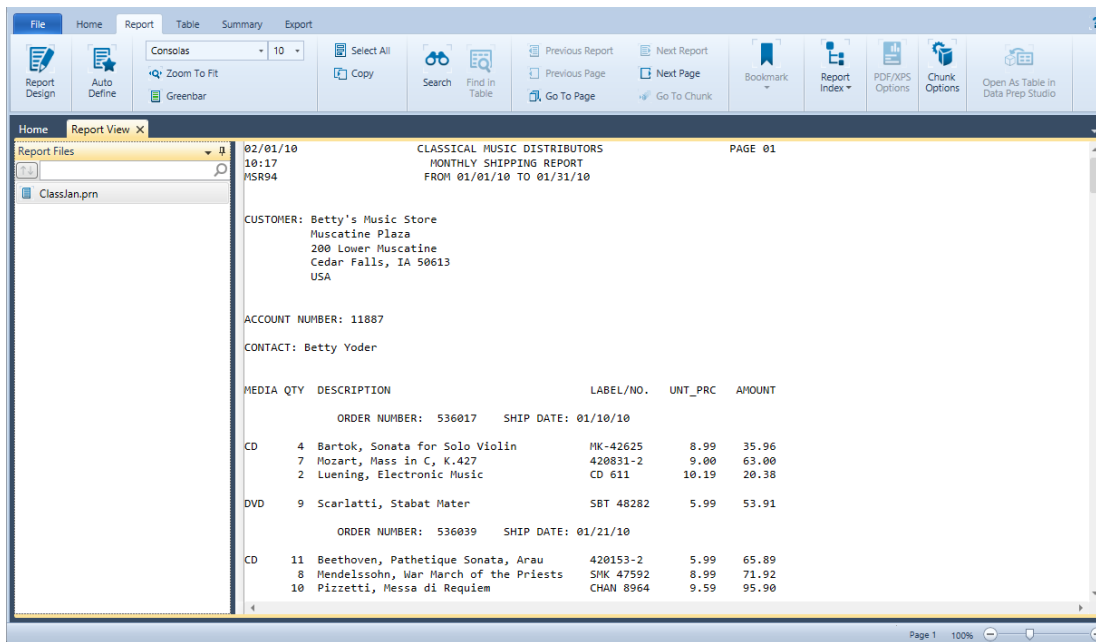 File Home Report Table Summary Export ?
Report Design
Auto Define
Consolas 10
Zoom To Fit
Greenbar
Select All
Copy
Search
Find in Table
Previous Report
Previous Page
Go To Page
Next Report
Next Page
Go To Chunk
Bookmark
Report Index
PDF/XPS Options
Chunk Options
Open As Table in Data Prep Studio
Home Report View
Report Files
ClassJan.prn
02/01/10 CLASSICAL MUSIC DISTRIBUTORS PAGE 01
10:17 MONTHLY SHIPPING REPORT
MSR94 FROM 01/01/10 TO 01/31/10
CUSTOMER: Betty's Music Store
Muscatine Plaza
200 Lower Muscatine
Cedar Falls, IA 50613
USA
ACCOUNT NUMBER: 11887
CONTACT: Betty Yoder
MEDIA QTY DESCRIPTION LABEL/NO. UNT_PRC AMOUNT
ORDER NUMBER: 536017 SHIP DATE: 01/10/10
CD 4 Bartok, Sonata for Solo Violin MK-42625 8.99 35.96
7 Mozart, Mass in C, K.427 420831-2 9.00 63.00
2 Luening, Electronic Music CD 611 10.19 20.38
DVD 9 Scarlatti, Stabat Mater SBT 48282 5.99 53.91
ORDER NUMBER: 536039 SHIP DATE: 01/21/10
CD 11 Beethoven, Pathetique Sonata, Arau 420153-2 5.99 65.89
8 Mendelssohn, War March of the Priests SMK 47592 8.99 71.92
10 Pizzetti, Messa di Requiem CHAN 8964 9.59 95.90
Page 1 100%